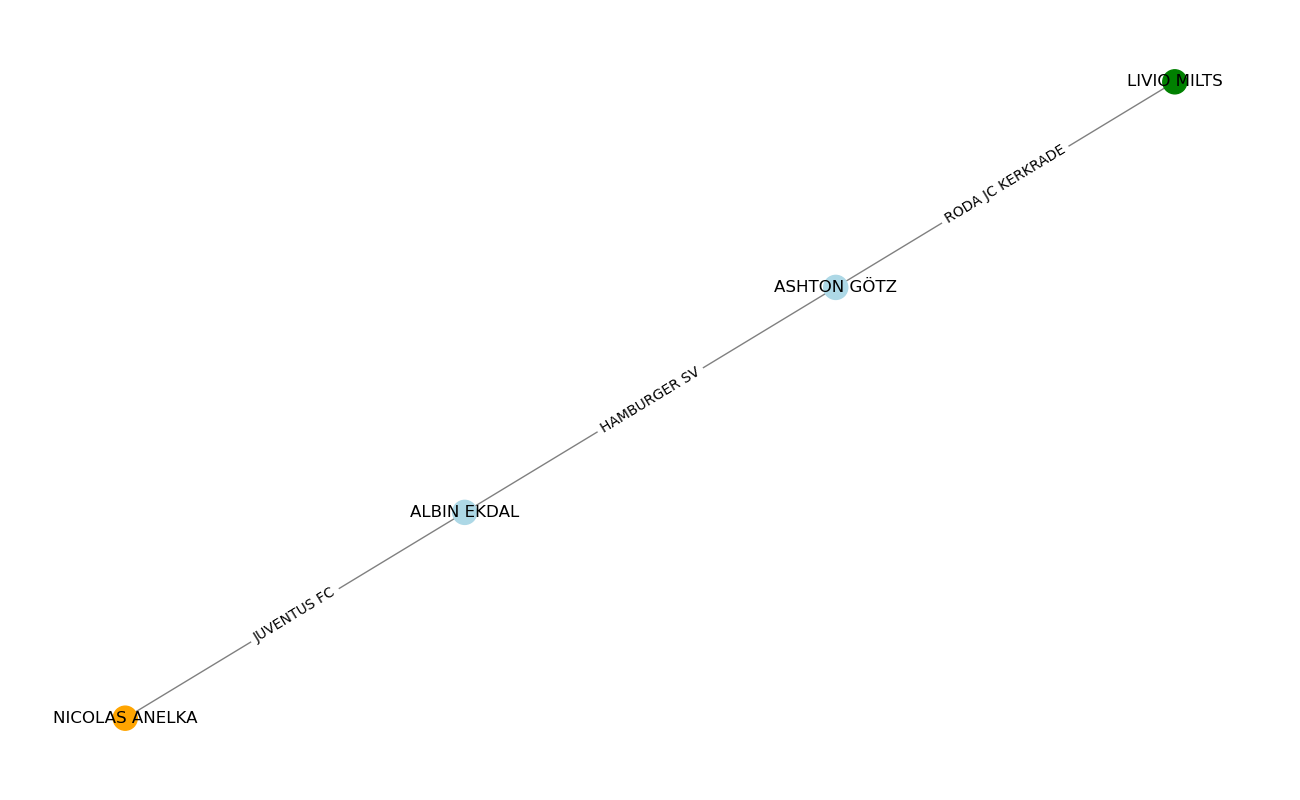 LIVIO MILTS
RODA JC KERKRADE
ASHTON GÖTZ
HAMBURGER SV
ALBIN EKDAL
JUVENTUS FC
NICOLAS ANELKA